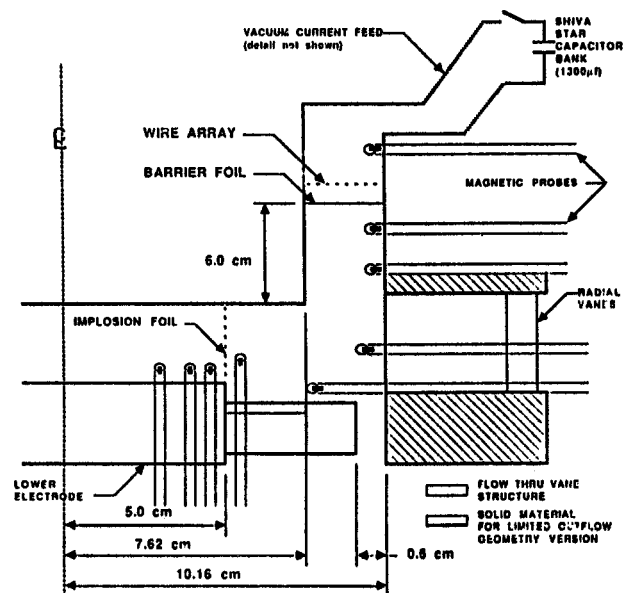 VACUUM CURRENT FEED
(detail not shown)
SHIVA
STAR
CAPACITOR
BANK
(1300μf)
WIRE ARRAY
BARRIER FOIL
MAGNETIC PROBES
6.0 cm
IMPLOSION FOIL
RADIAL
VANES
LOWER
ELECTRODE
FLOW THRU VANE
STRUCTURE
SOLID MATERIAL
FOR LIMITED OUTFLOW
GEOMETRY VERSION
5.0 cm
7.62 cm
0.6 cm
10.16 cm